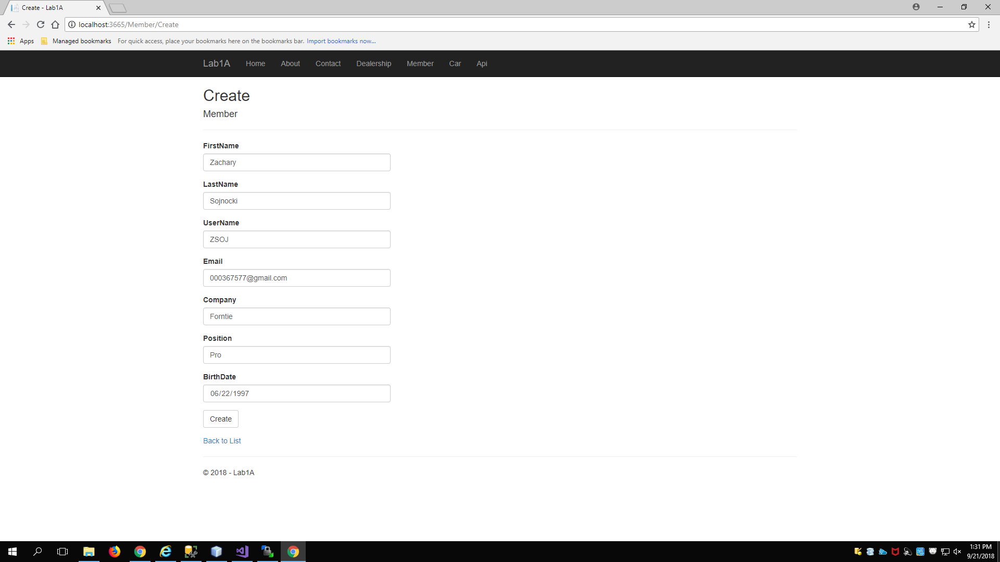 Create - Lab1A
localhost:3665/Member/Create
Apps Managed bookmarks For quick access, place your bookmarks here on the bookmarks bar. Import bookmarks now...
Lab1A Home About Contact Dealership Member Car Api
Create
Member
FirstName
Zachary
LastName
Sojnocki
UserName
ZSOJ
Email
000367577@gmail.com
Company
Forntie
Position
Pro
BirthDate
06/22/1997
Create
Back to List
© 2018 - Lab1A
1:31 PM
9/21/2018